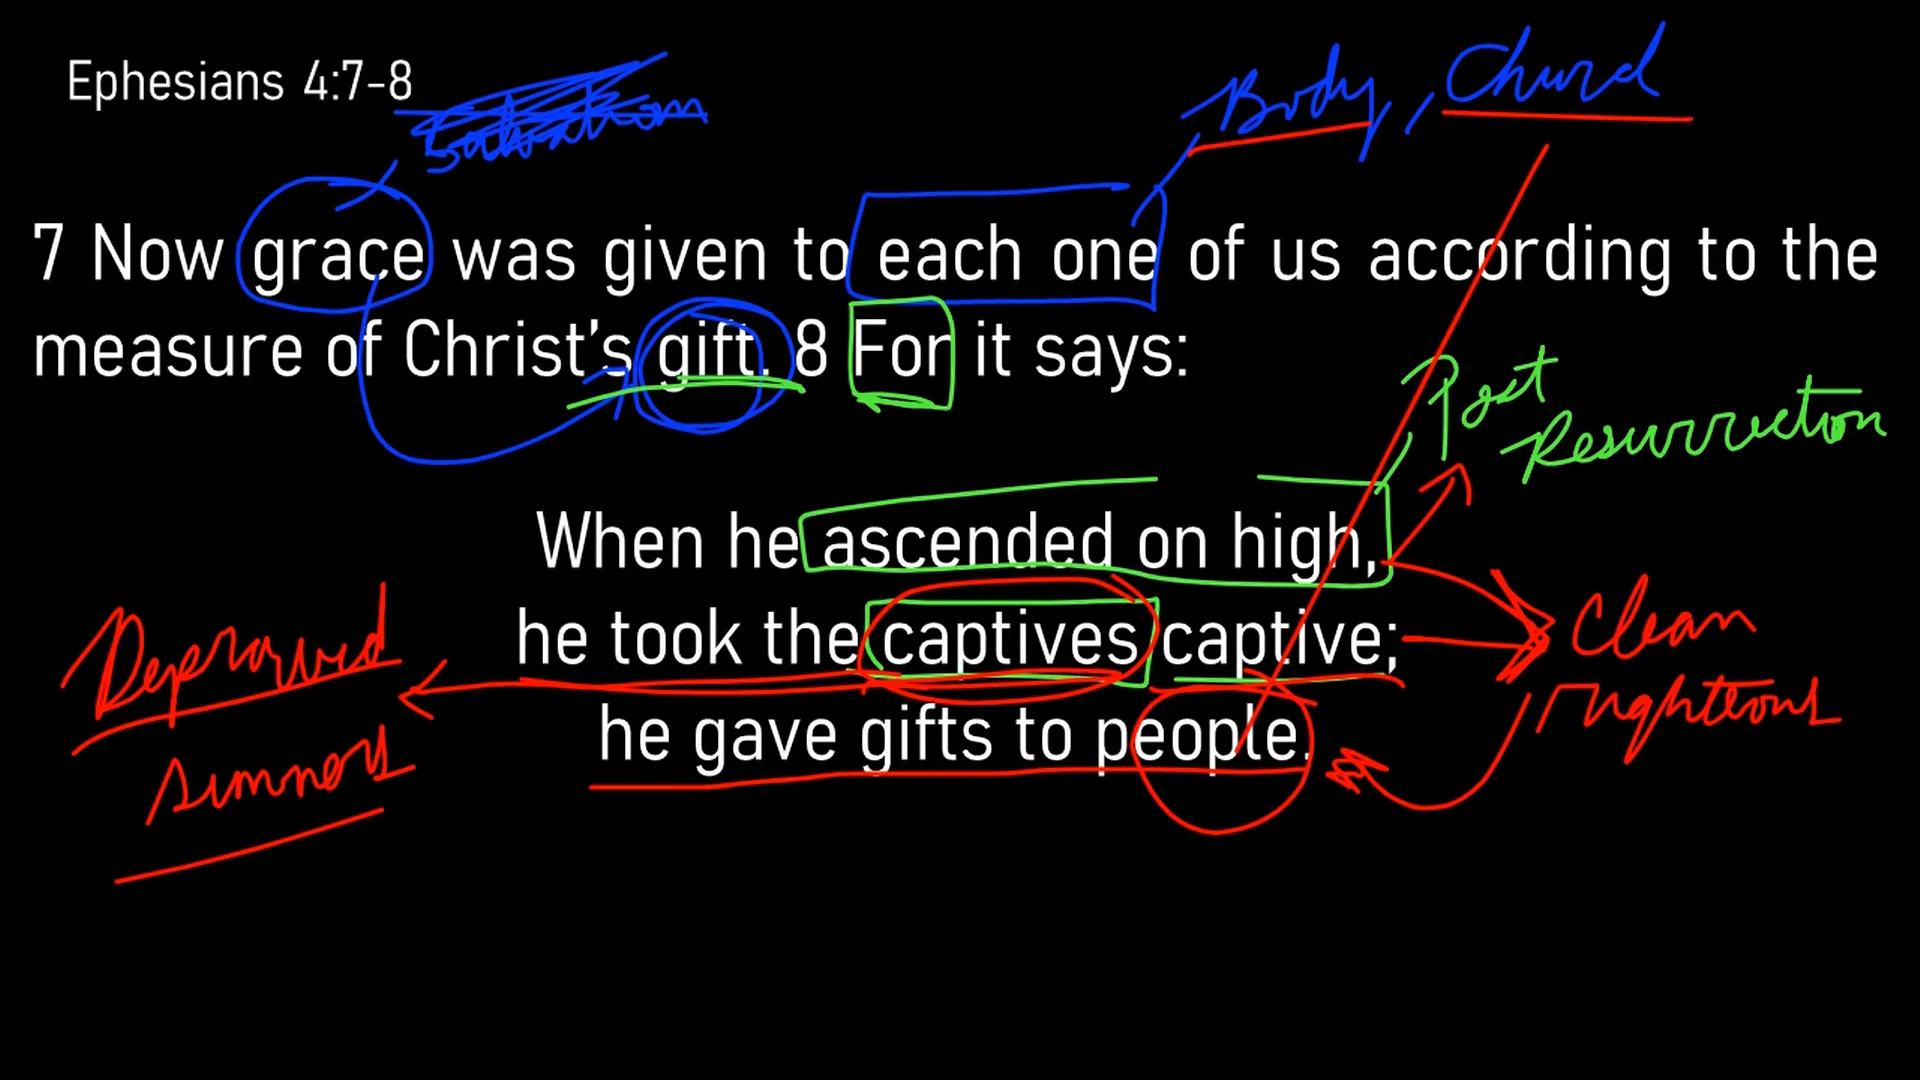 Ephesians 4:7-8
Salvation
Body, Church
7 Now grace was given to each one of us according to the
measure of Christ's gift. 8 For it says:
Post
Resurrection
When he ascended on high,
he took the captives captive;
he gave gifts to people.
Depraved
sinners
Clean
righteous